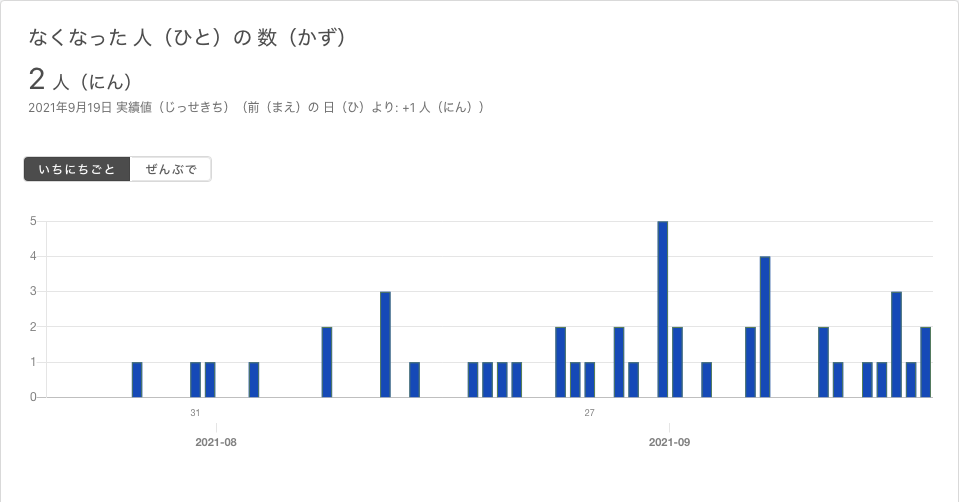 なくなった 人（ひと）の 数（かず）
2 人（にん）
2021年9月19日 実績値（じっせきち）（前（まえ）の 日（ひ）より: +1 人（にん））
いちにちごと ぜんぶで
5
4
3
2
1
0
31 27
2021-08 2021-09